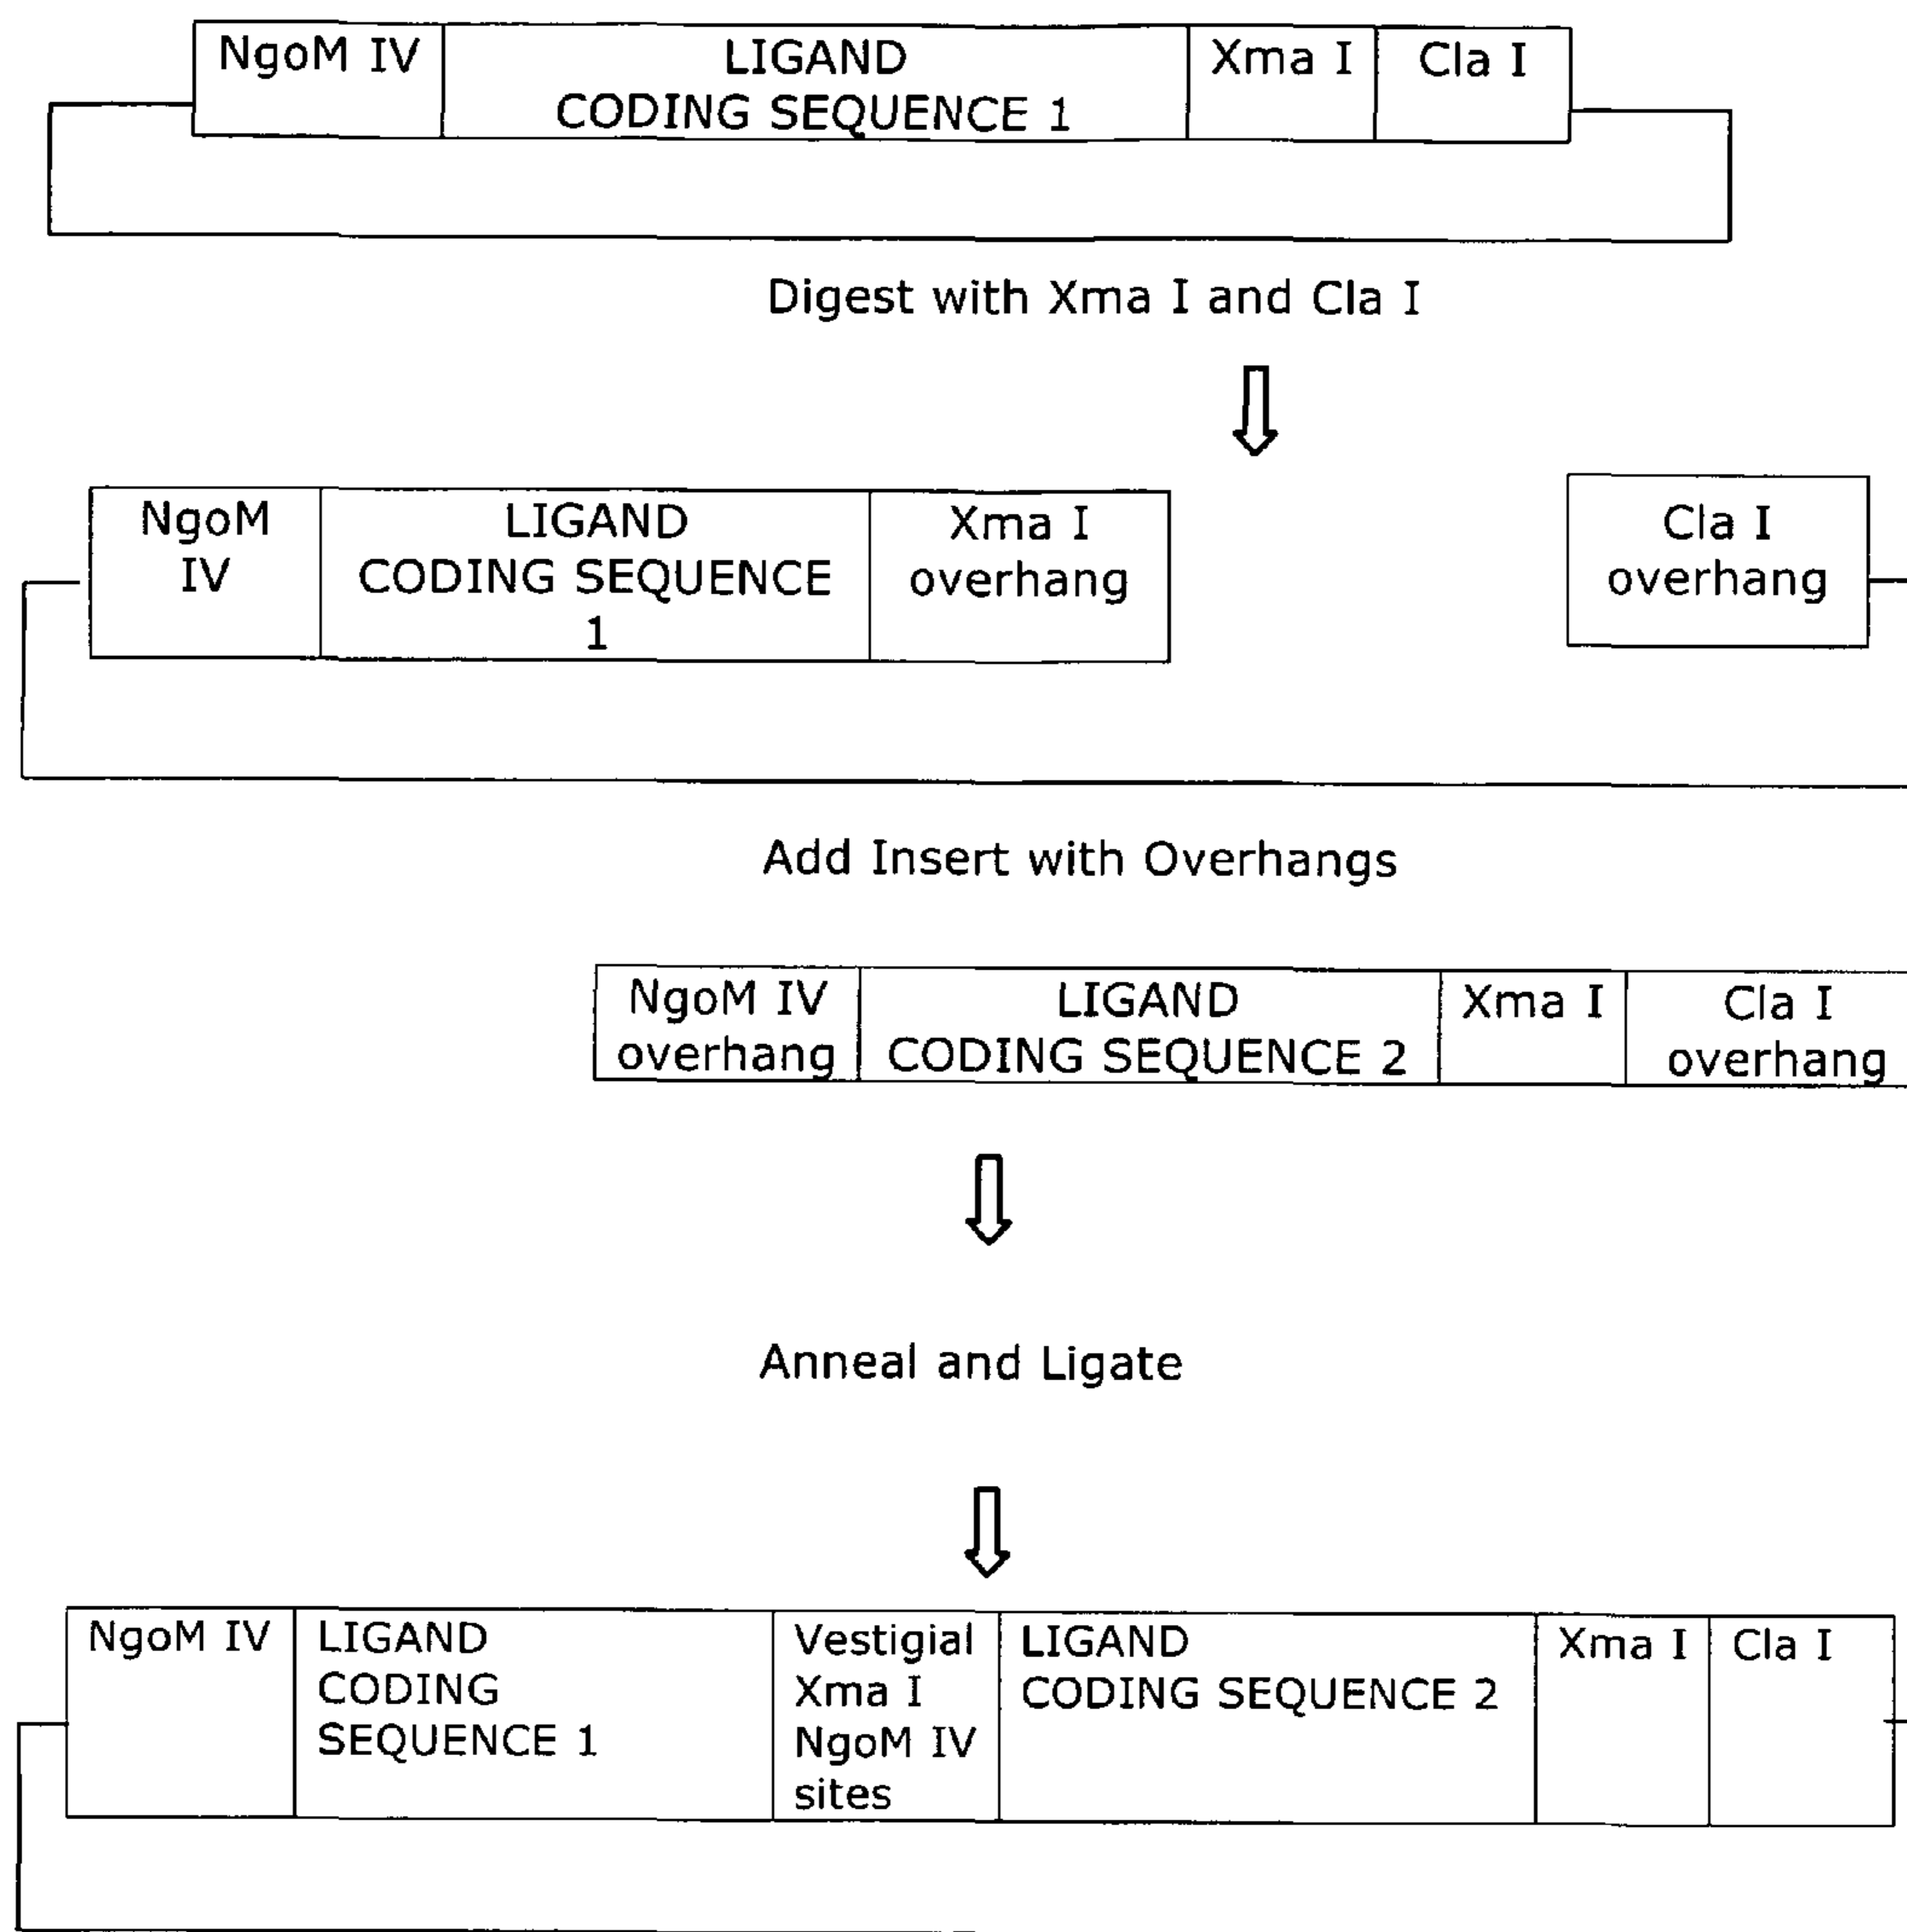 NgoM IV
LIGAND
CODING SEQUENCE 1
Xma I
Cla I
Digest with Xma I and Cla I
NgoM
IV
LIGAND
CODING SEQUENCE
1
Xma I
overhang
Cla I
overhang
Add Insert with Overhangs
NgoM IV
overhang
LIGAND
CODING SEQUENCE 2
Xma I
Cla I
overhang
Anneal and Ligate
NgoM IV
LIGAND
CODING
SEQUENCE 1
Vestigial
Xma I
NgoM IV
sites
LIGAND
CODING SEQUENCE 2
Xma I
Cla I